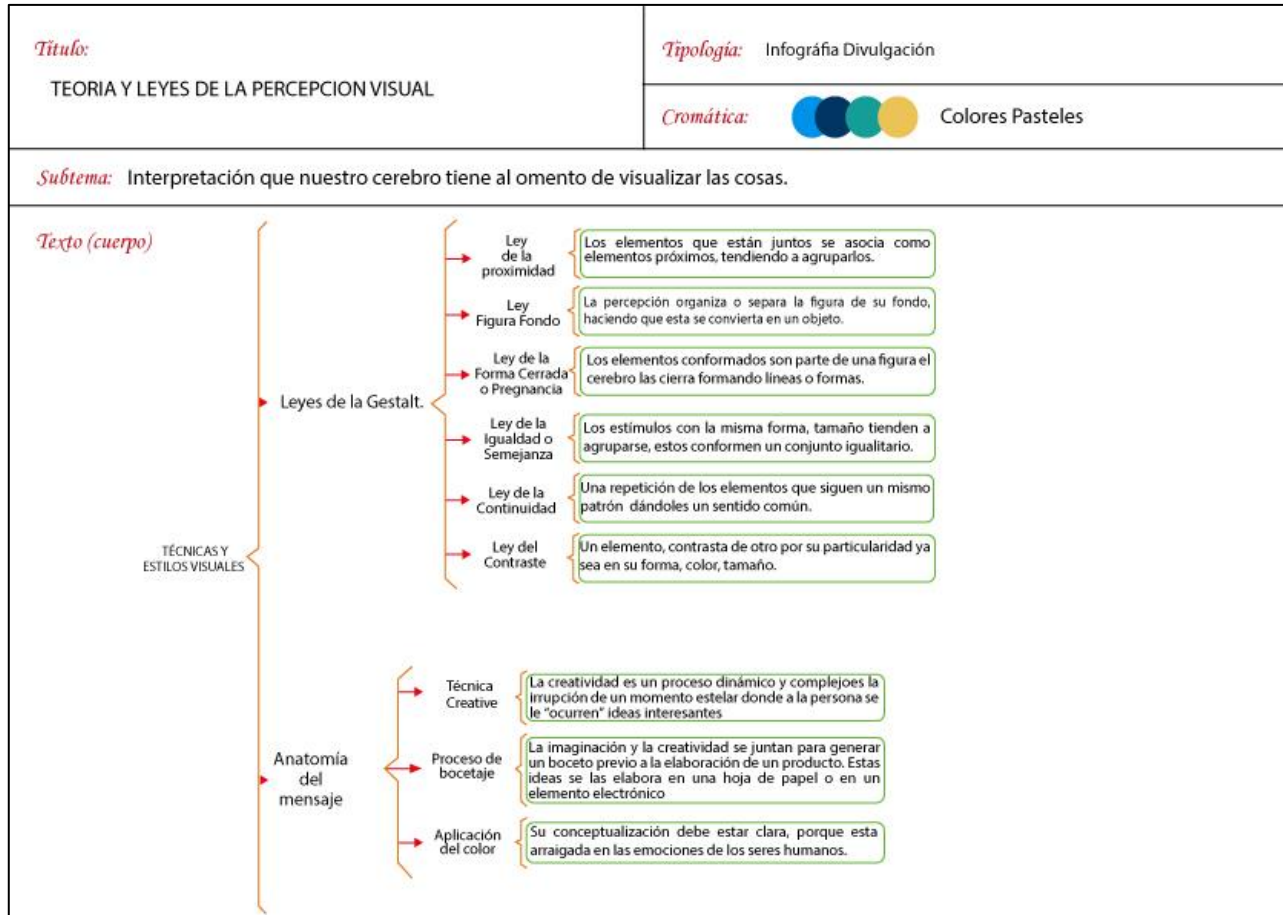 Título:
TEORIA Y LEYES DE LA PERCEPCION VISUAL
Tipología: Infográfia Divulgación
Cromática: Colores Pasteles
Subtema: Interpretación que nuestro cerebro tiene al omento de visualizar las cosas.
Texto (cuerpo)
TÉCNICAS Y
ESTILOS VISUALES
Leyes de la Gestalt.
Ley
de la
proximidad
Los elementos que están juntos se asocia como
elementos próximos, tendiendo a agruparlos.
Ley
Figura Fondo
La percepción organiza o separa la figura de su fondo,
haciendo que esta se convierta en un objeto.
Ley de la
Forma Cerrada
o Pregnancia
Los elementos conformados son parte de una figura el
cerebro las cierra formando líneas o formas.
Ley de la
Igualdad o
Semejanza
Los estímulos con la misma forma, tamaño tienden a
agruparse, estos conformen un conjunto igualitario.
Ley de la
Continuidad
Una repetición de los elementos que siguen un mismo
patrón dándoles un sentido común.
Ley del
Contraste
Un elemento, contrasta de otro por su particularidad ya
sea en su forma, color, tamaño.
Anatomía
del
mensaje
Técnica
Creative
La creatividad es un proceso dinámico y complejoes la
irrupción de un momento estelar donde a la persona se
le "ocurren" ideas interesantes
Proceso de
bocetaje
La imaginación y la creatividad se juntan para generar
un boceto previo a la elaboración de un producto. Estas
ideas se las elabora en una hoja de papel o en un
elemento electrónico
Aplicación
del color
Su conceptualización debe estar clara, porque esta
arraigada en las emociones de los seres humanos.